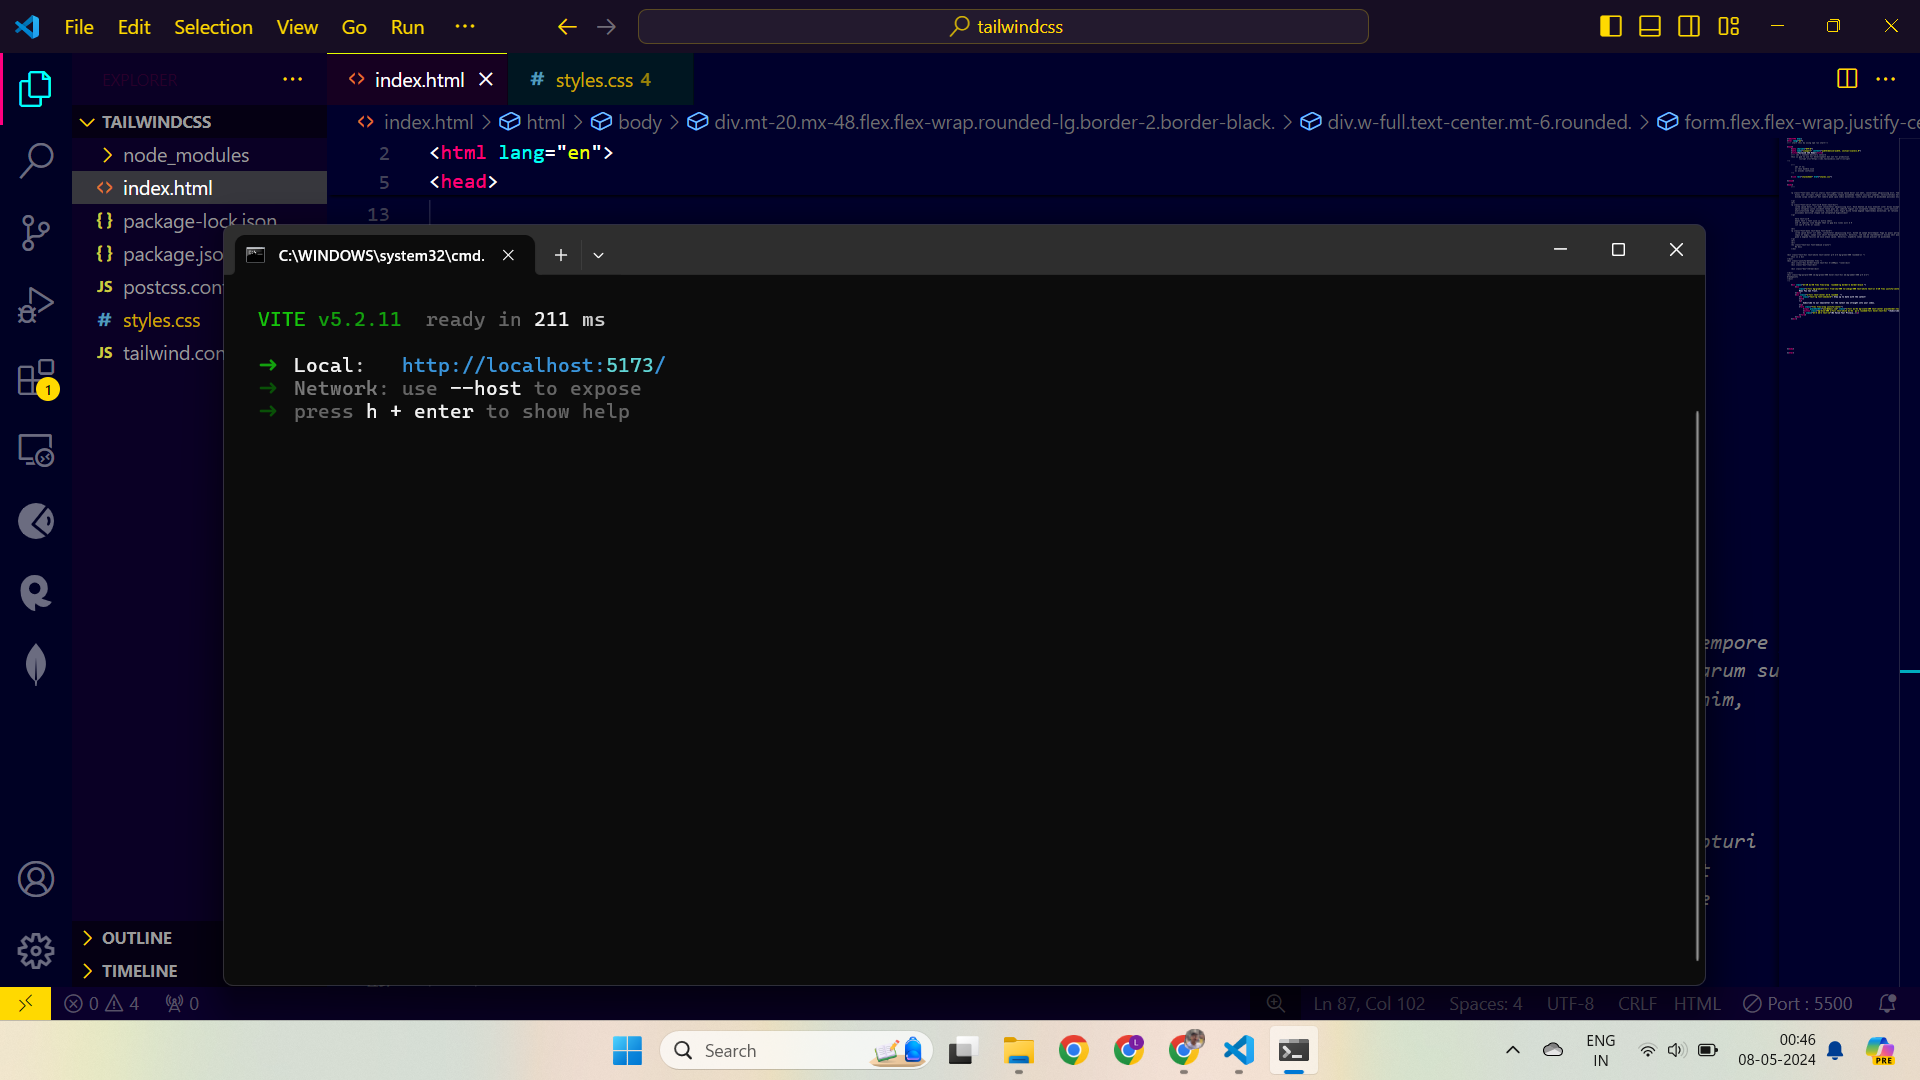 File Edit Selection View Go Run ···
tailwindcss
EXPLORER
index.html
# styles.css 4
TAILWINDCSS
node_modules
index.html
{} package-lock.json
{} package.jso
JS postcss.con
# styles.css
JS tailwind.con
OUTLINE
TIMELINE
index.html > html > body > div.mt-20.mx-48.flex.flex-wrap.rounded-lg.border-2.border-black. > div.w-full.text-center.mt-6.rounded. > form.flex.flex-wrap.justify-ce
2 <html lang="en">
5 <head>
13
C:\WINDOWS\system32\cmd.
VITE v5.2.11 ready in 211 ms
➜ Local: http://localhost:5173/
➜ Network: use --host to expose
➜ press h + enter to show help
empore
arum su
nim,
pturi
1
0 4 0
Ln 87, Col 102 Spaces: 4 UTF-8 CRLF HTML Port : 5500
Search
L
ENG
IN
00:46
08-05-2024
PRE